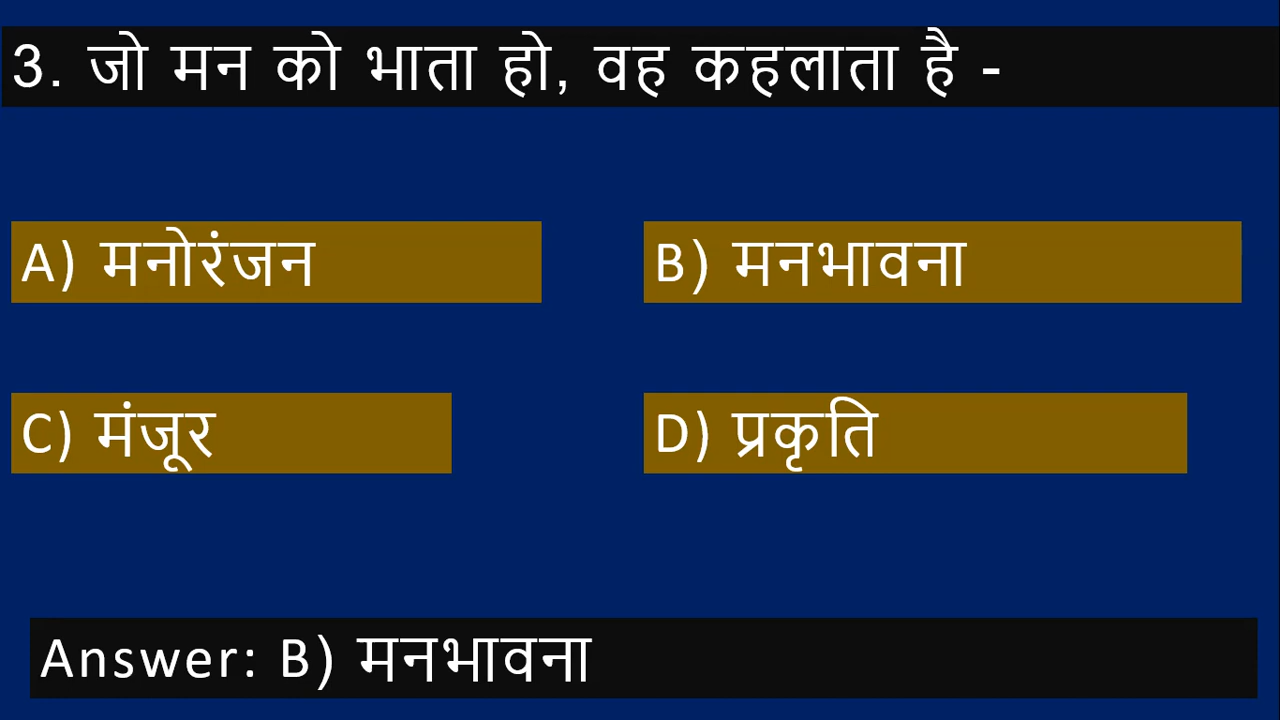 3. जो मन को भाता हो, वह कहलाता है -
A) मनोरंजन
B) मनभावना
C) मंजूर
D) प्रकृति
Answer: B) मनभावना